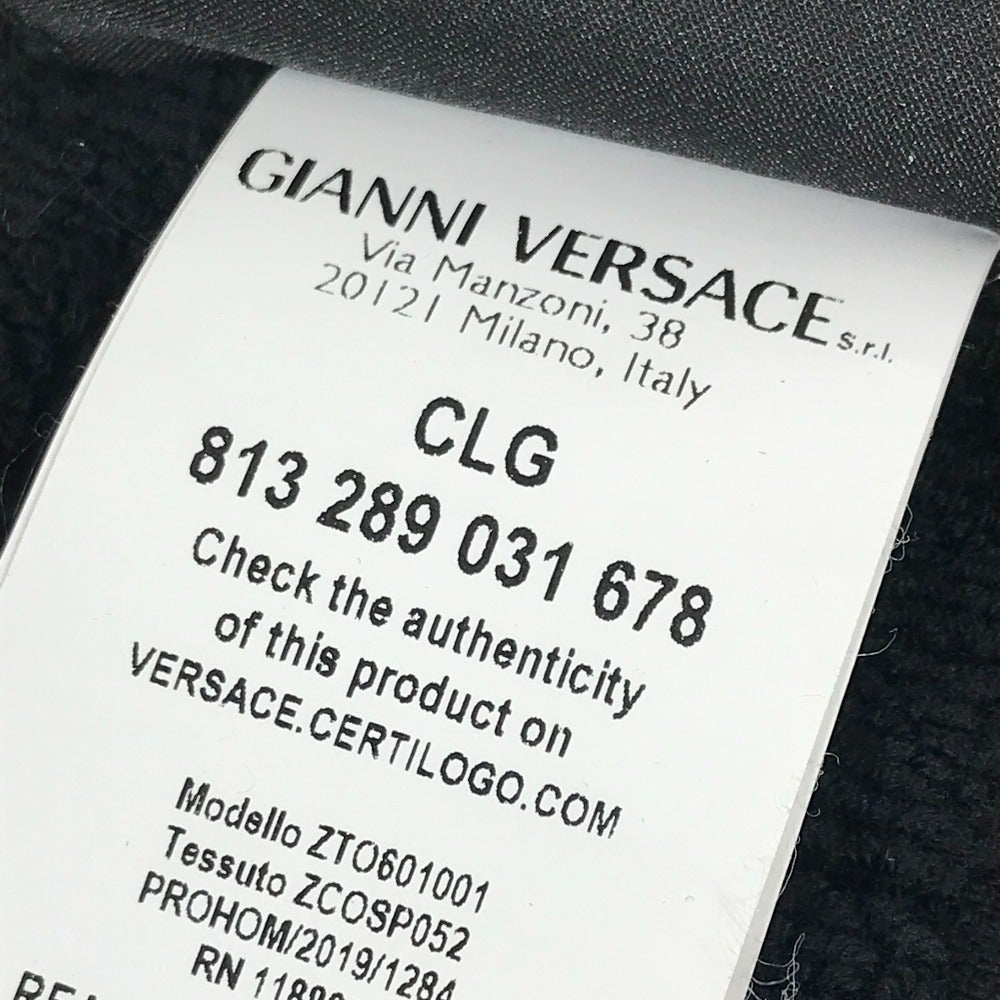 GIANNI VERSACE s.r.l.
Via Manzoni, 38
20121 Milano, Italy
CLG
813 289 031 678
Check the authenticity
of this product on
VERSACE.CERTILOGO.COM
Modello ZTO601001
Tessuto ZCOSP052
PROHOM/2019/1284
RN